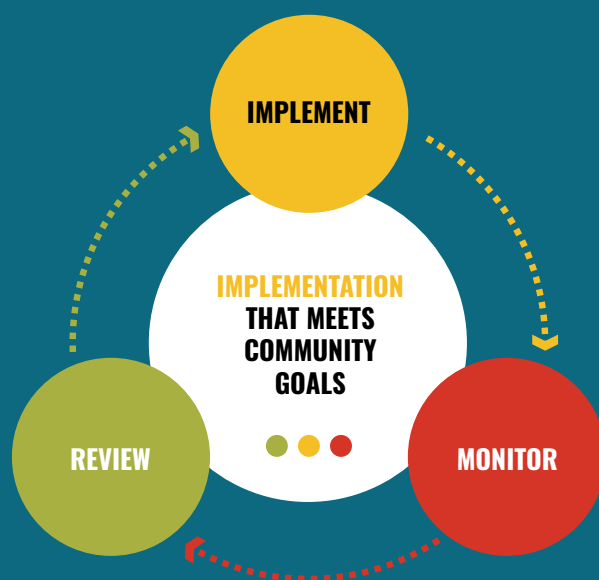 IMPLEMENT
IMPLEMENTATION
THAT MEETS
COMMUNITY
GOALS
REVIEW
MONITOR